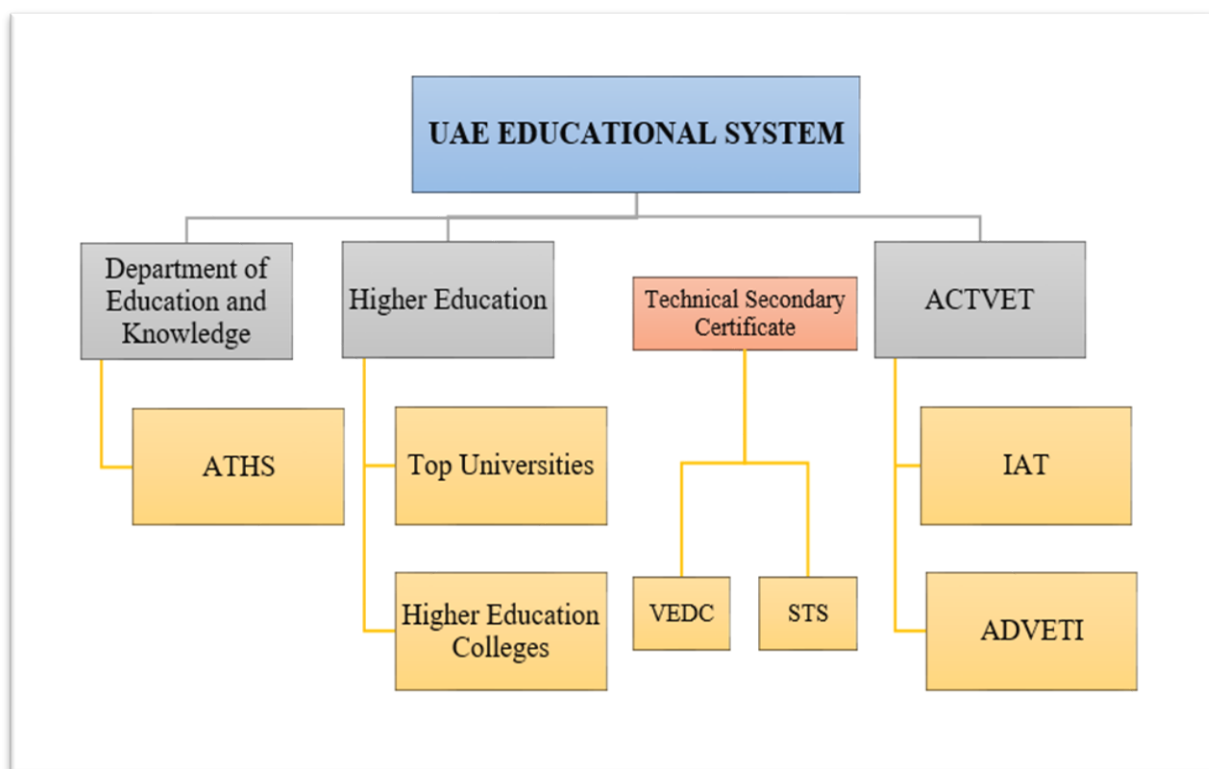 UAE EDUCATIONAL SYSTEM
Department of
Education and
Knowledge
Higher Education
Technical Secondary
Certificate
ACTVET
ATHS
Top Universities
IAT
Higher Education
Colleges
VEDC
STS
ADVETI